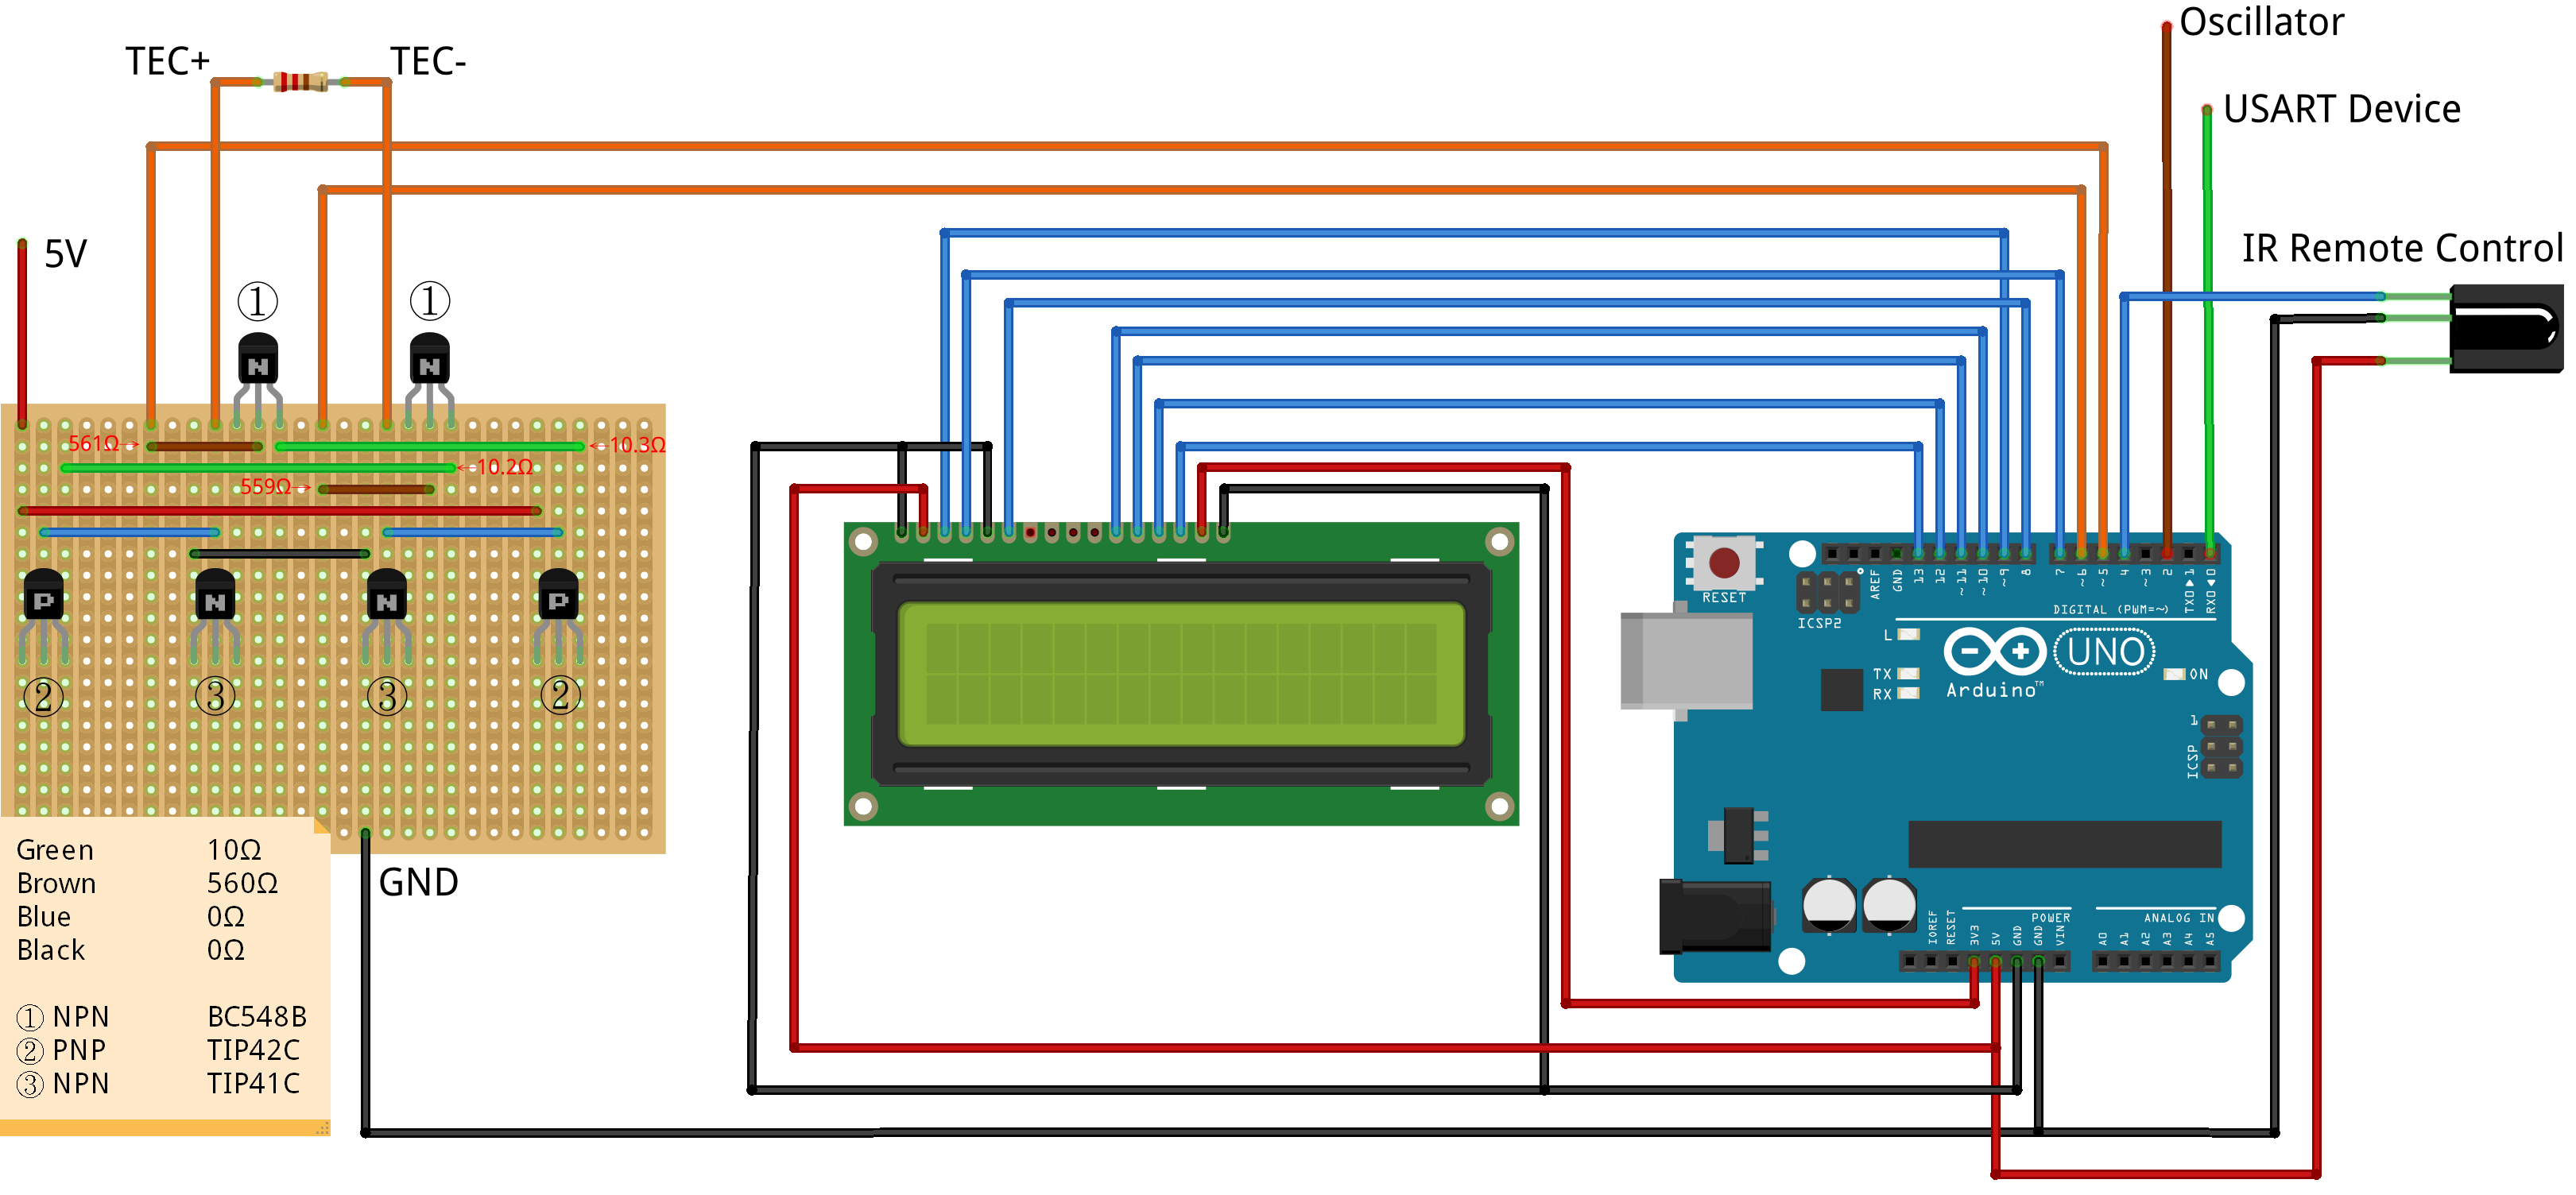 Oscillator
TEC+
TEC-
USART Device
5V
IR Remote Control
①
①
N
N
561Ω→
←10.3Ω
←10.2Ω
559Ω→
P
N
N
P
②
③
③
②
Green 10Ω
Brown 560Ω
Blue 0Ω
Black 0Ω
① NPN BC548B
② PNP TIP42C
③ NPN TIP41C
GND
RESET
ICSP2
AREF
GND
13
12
~11
~10
~9
8
7
~6
~5
4
~3
2
TX0▶1
RX0◀0
DIGITAL (PWM=~)
L
TX
RX
Arduino™
UNO
ON
1
ICSP
IOREF
RESET
3V3
5V
GND
GND
VIN
POWER
ANALOG IN
A0
A1
A2
A3
A4
A5